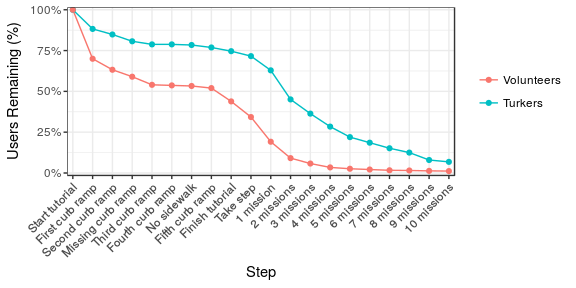 Users Remaining (%)
100%
75%
50%
25%
0%
Start tutorial
First curb ramp
Second curb ramp
Missing curb ramp
Third curb ramp
Fourth curb ramp
No sidewalk
Fifth curb ramp
Finish tutorial
Take step
1 mission
2 missions
3 missions
4 missions
5 missions
6 missions
7 missions
8 missions
9 missions
10 missions
Step
Volunteers
Turkers